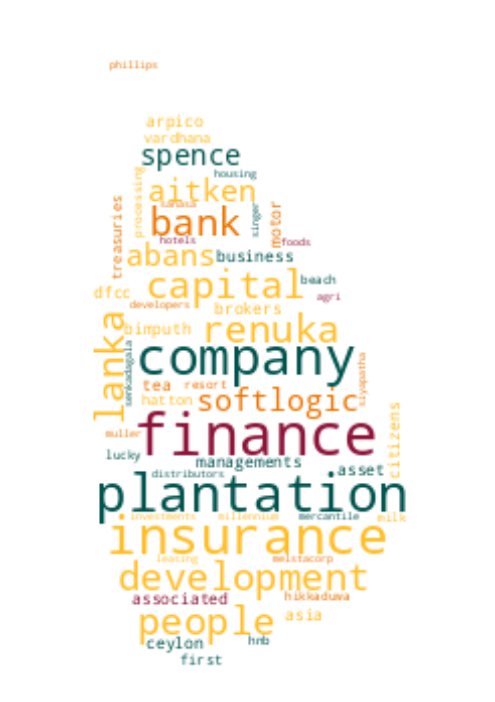 phillips
arpico
vardhana
spence
housing
processing
aitken
sanasa
treasuries
bank
singer
motor
hotels
foods
abans
business
beach
dfcc
capital
agri
developers
brokers
lanka
bimputh
renuka
senkadagala
company
siyapatha
tea
resort
hatton
softlogic
citizens
muller
finance
lucky
managements
asset
distributors
plantation
investments
millennium
mercantile
milk
insurance
leasing
melstacorp
development
associated
hikkaduwa
people
asia
ceylon
hnb
first